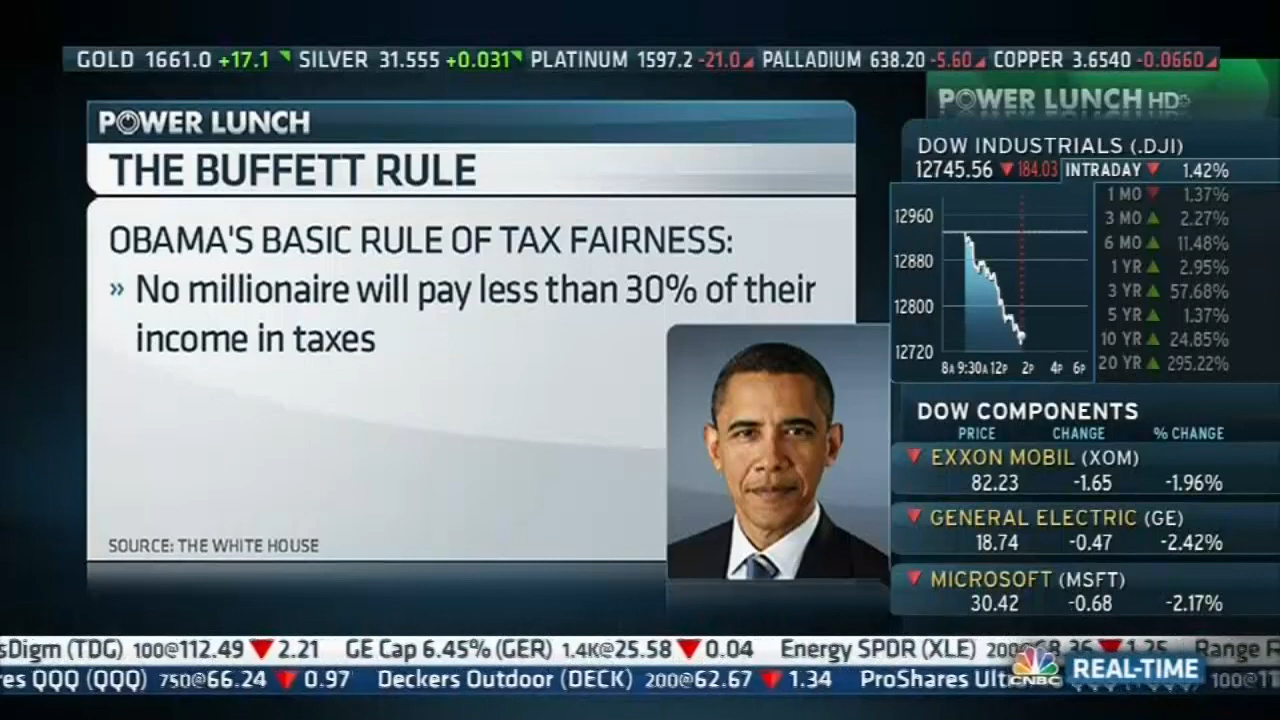 GOLD 1661.0 +17.1 SILVER 31.555 +0.031 PLATINUM 1597.2 -21.0 PALLADIUM 638.20 -5.60 COPPER 3.6540 -0.0660
POWER LUNCH
THE BUFFETT RULE
OBAMA'S BASIC RULE OF TAX FAIRNESS:
» No millionaire will pay less than 30% of their
income in taxes
SOURCE: THE WHITE HOUSE
POWER LUNCH HD
DOW INDUSTRIALS (.DJI)
12745.56 ▼ 184.03 INTRADAY ▼ 1.42%
1 MO ▼ 1.37%
3 MO ▲ 2.27%
6 MO ▲ 11.48%
1 YR ▲ 2.95%
3 YR ▲ 57.68%
5 YR ▲ 1.37%
10 YR ▲ 24.85%
20 YR ▲ 295.22%
12960
12880
12800
12720
8A 9:30A 12P 2P 4P 6P
DOW COMPONENTS
PRICE CHANGE % CHANGE
▼ EXXON MOBIL (XOM)
82.23 -1.65 -1.96%
▼ GENERAL ELECTRIC (GE)
18.74 -0.47 -2.42%
▼ MICROSOFT (MSFT)
30.42 -0.68 -2.17%
sDigm (TDG) 100@112.49 ▼ 2.21 GE Cap 6.45% (GER) 1.4K@25.58 ▼ 0.04 Energy SPDR (XLE) 200@68.36 ▼ 1.25 Range
es QQQ (QQQ) 750@66.24 ▼ 0.97 Deckers Outdoor (DECK) 200@62.67 ▼ 1.34 ProShares 100@11
CNBC REAL-TIME